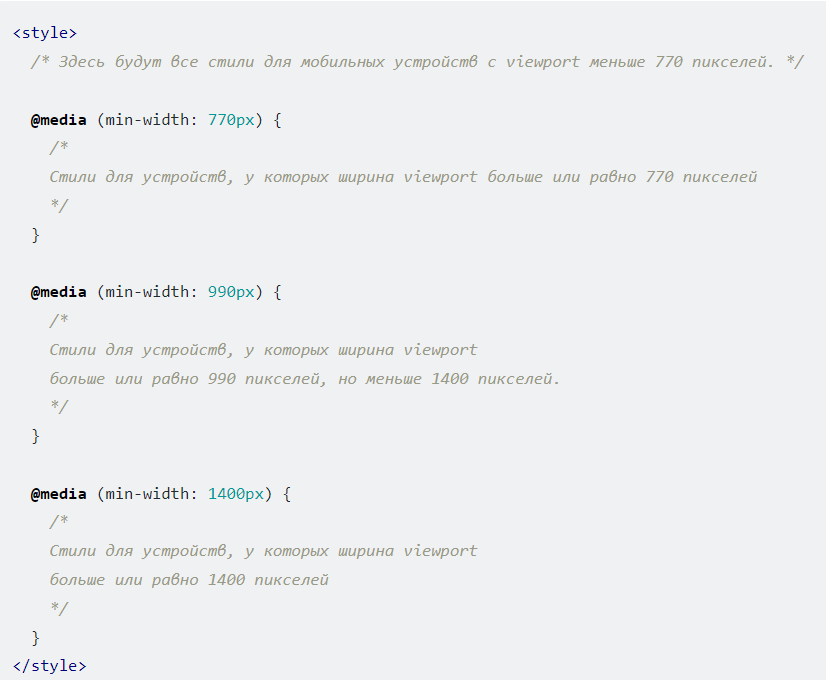 <style>
/* Здесь будут все стили для мобильных устройств с viewport меньше 770 пикселей. */
@media (min-width: 770px) {
/*
Стили для устройств, у которых ширина viewport больше или равно 770 пикселей
*/
}
@media (min-width: 990px) {
/*
Стили для устройств, у которых ширина viewport
больше или равно 990 пикселей, но меньше 1400 пикселей.
*/
}
@media (min-width: 1400px) {
/*
Стили для устройств, у которых ширина viewport
больше или равно 1400 пикселей
*/
}
</style>